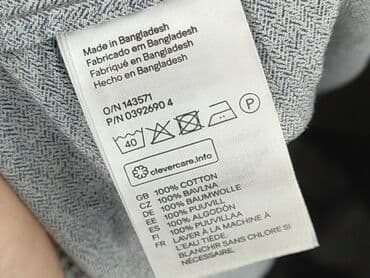 Made in Bangladesh
Fabricado em Bangladesh
Fabriqué en Bangladesh
Hecho en Bangladesh
O/N 143571
P/N 0392690 4
40
P
clevercare.info
GB 100% COTTON
CZ 100% BAVLNA
DE 100% BAUMWOLLE
EE 100% PUUVILL
ES 100% ALGODÓN
FI 100% PUUVILLAA
FR LAVER À LA MACHINE À
L'EAU TIÈDE.
BLANCHIR SANS CHLORE SI
NÉCESSAIRE.